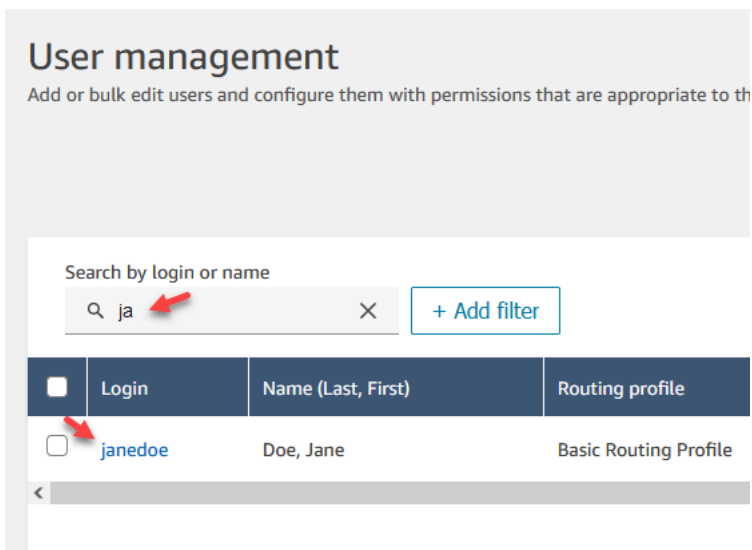 User management
Add or bulk edit users and configure them with permissions that are appropriate to th
Search by login or name
ja
+ Add filter
Login Name (Last, First) Routing profile
janedoe Doe, Jane Basic Routing Profile